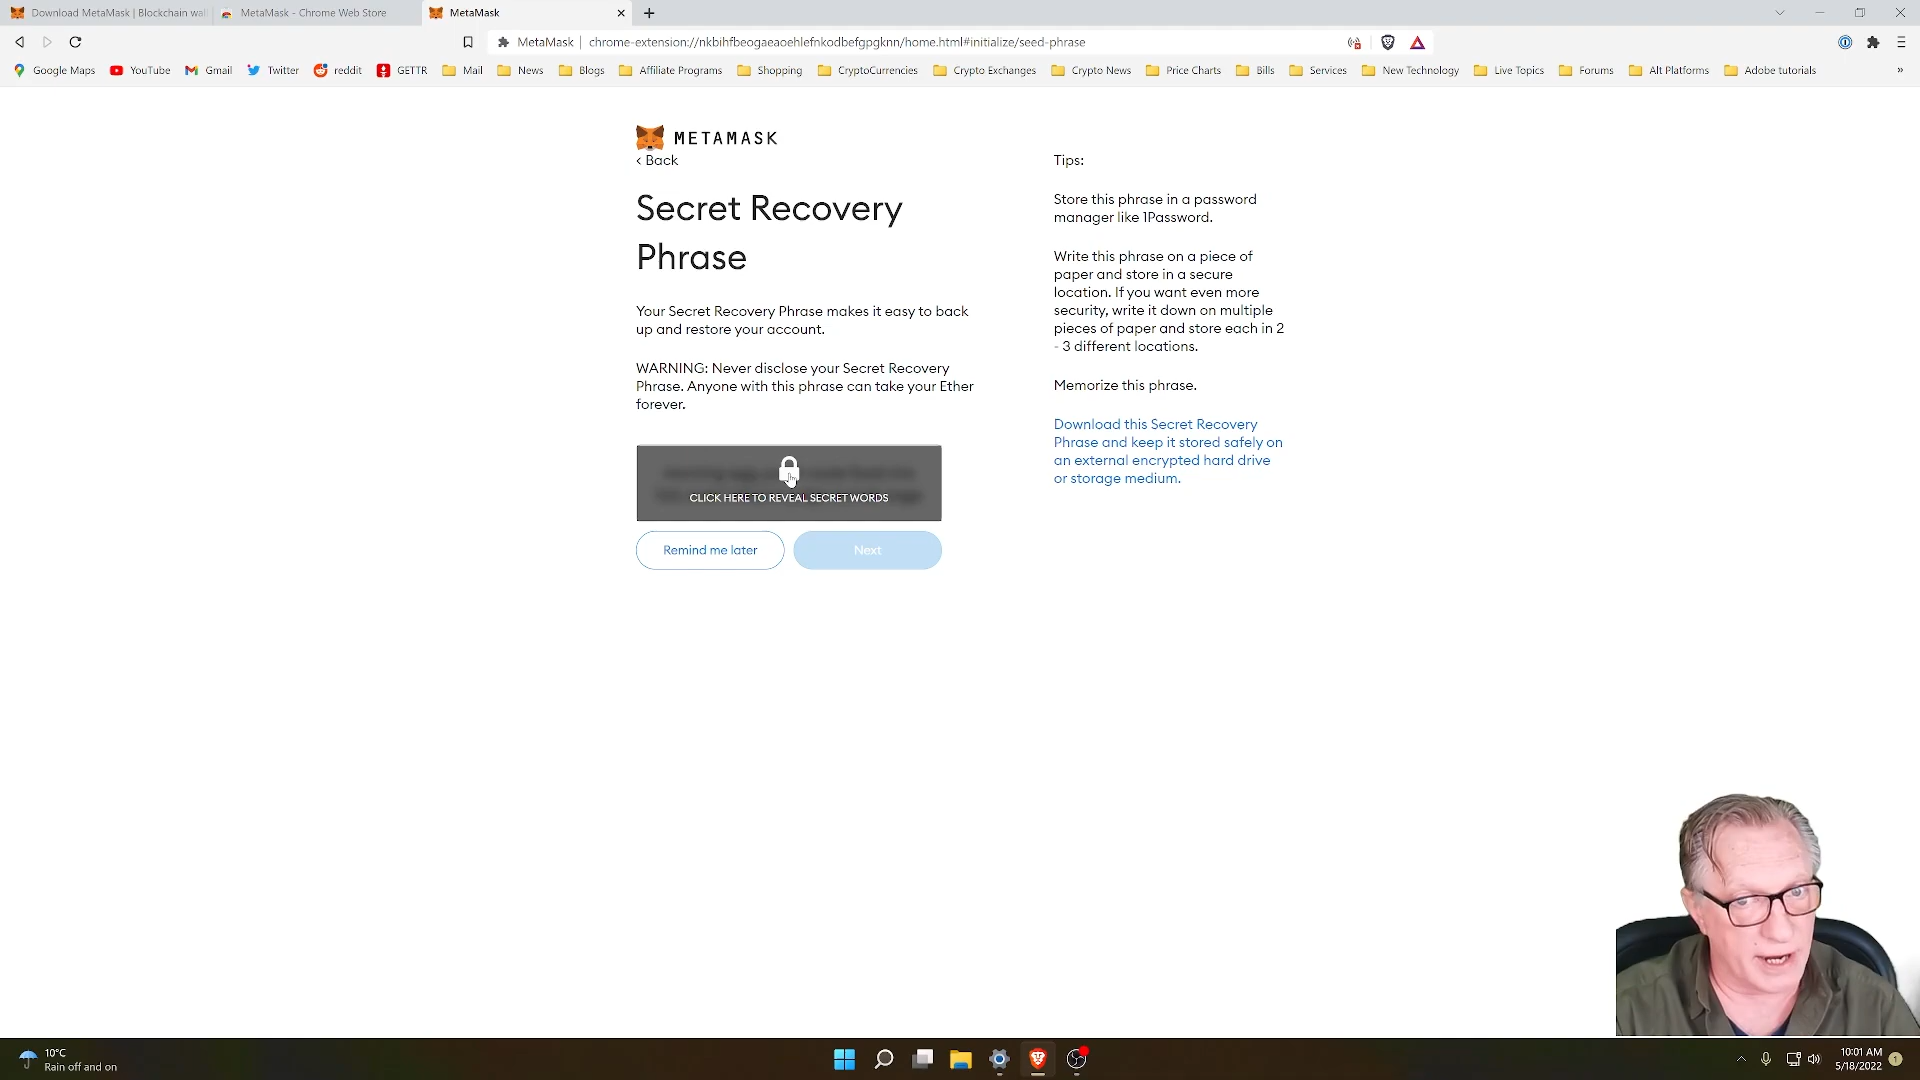 Download MetaMask | Blockchain wal
MetaMask - Chrome Web Store
MetaMask
MetaMask
chrome-extension://nkbihfbeogaeaoehlefnkodbefgpgknn/home.html#initialize/seed-phrase
Google Maps
YouTube
Gmail
Twitter
reddit
GETTR
Mail
News
Blogs
Affiliate Programs
Shopping
CryptoCurrencies
Crypto Exchanges
Crypto News
Price Charts
Bills
Services
New Technology
Live Topics
Forums
Alt Platforms
Adobe tutorials
»
METAMASK
< Back
Secret Recovery
Phrase
Your Secret Recovery Phrase makes it easy to back
up and restore your account.
WARNING: Never disclose your Secret Recovery
Phrase. Anyone with this phrase can take your Ether
forever.
CLICK HERE TO REVEAL SECRET WORDS
Remind me later
Next
Tips:
Store this phrase in a password
manager like 1Password.
Write this phrase on a piece of
paper and store in a secure
location. If you want even more
security, write it down on multiple
pieces of paper and store each in 2
- 3 different locations.
Memorize this phrase.
Download this Secret Recovery
Phrase and keep it stored safely on
an external encrypted hard drive
or storage medium.
10°C
Rain off and on
10:01 AM
5/18/2022
1